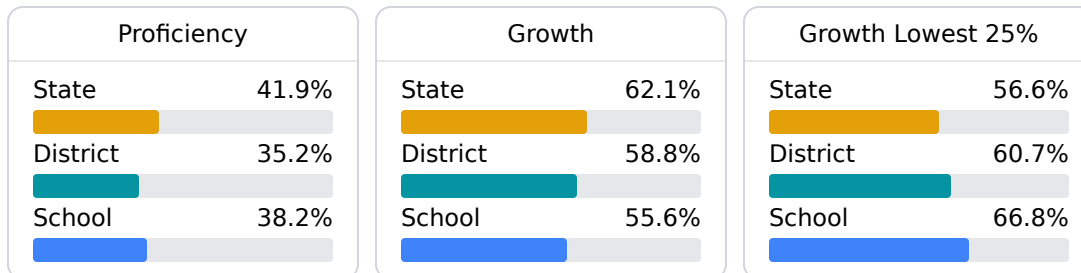 Proficiency
State 41.9%
District 35.2%
School 38.2%
Growth
State 62.1%
District 58.8%
School 55.6%
Growth Lowest 25%
State 56.6%
District 60.7%
School 66.8%